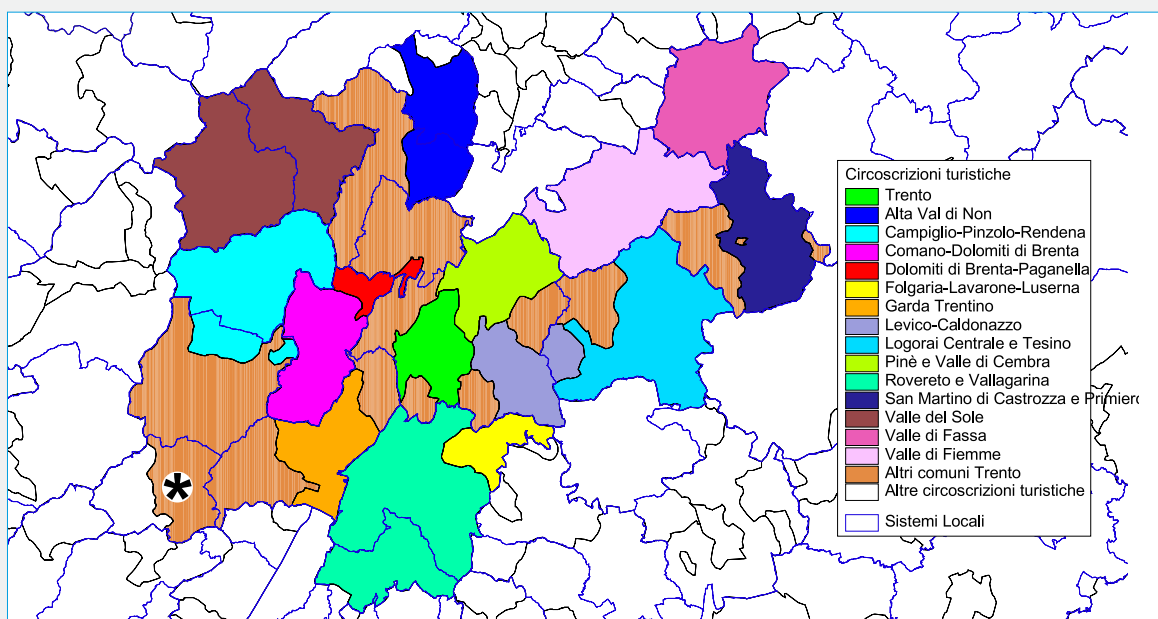 Circoscrizioni turistiche
Trento
Alta Val di Non
Campiglio-Pinzolo-Rendena
Comano-Dolomiti di Brenta
Dolomiti di Brenta-Paganella
Folgaria-Lavarone-Luserna
Garda Trentino
Levico-Caldonazzo
Logorai Centrale e Tesino
Pinè e Valle di Cembra
Rovereto e Vallagarina
San Martino di Castrozza e Primiero
Valle del Sole
Valle di Fassa
Valle di Fiemme
Altri comuni Trento
Altre circoscrizioni turistiche
Sistemi Locali
*